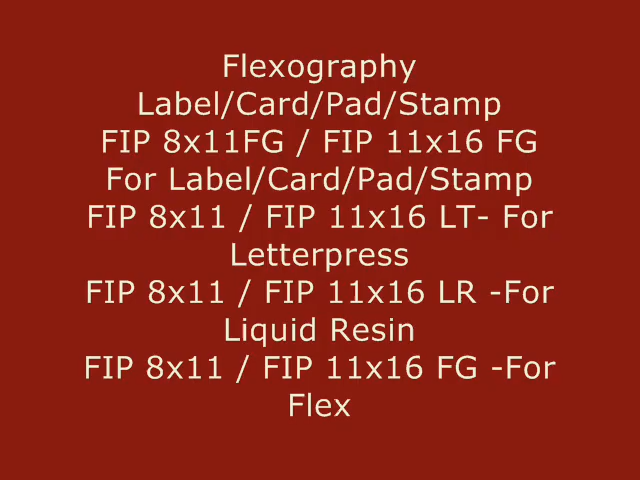 Flexography
Label/Card/Pad/Stamp
FIP 8x11FG / FIP 11x16 FG
For Label/Card/Pad/Stamp
FIP 8x11 / FIP 11x16 LT- For
Letterpress
FIP 8x11 / FIP 11x16 LR -For
Liquid Resin
FIP 8x11 / FIP 11x16 FG -For
Flex